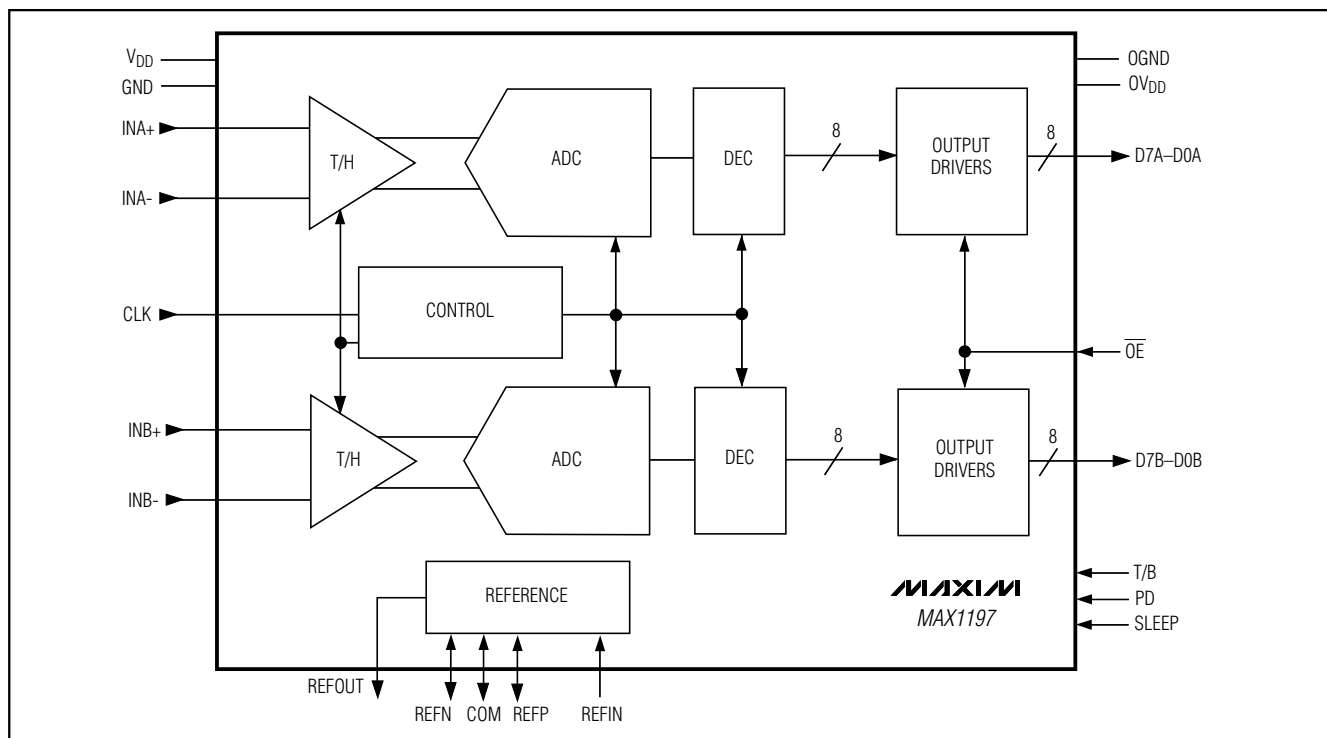 VDD
GND
INA+
INA-
CLK
INB+
INB-
T/H
ADC
DEC
8
OUTPUT
DRIVERS
8
CONTROL
T/H
ADC
DEC
8
OUTPUT
DRIVERS
8
REFERENCE
MAXIM
MAX1197
OGND
OVDD
D7A–D0A
OE
D7B–D0B
T/B
PD
SLEEP
REFOUT
REFN COM REFP REFIN